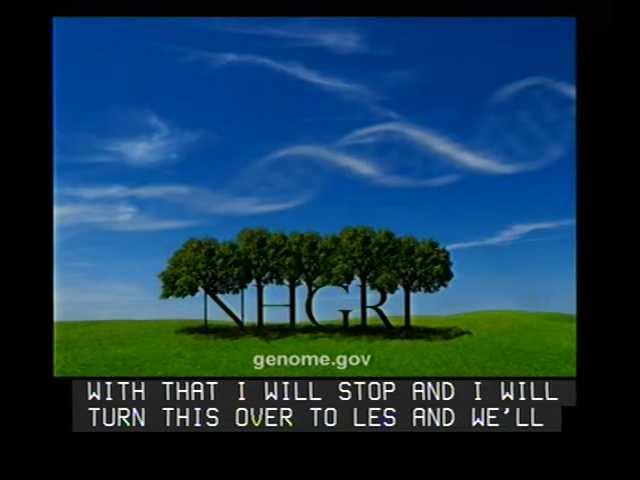 NHGRI
genome.gov
WITH THAT I WILL STOP AND I WILL
TURN THIS OVER TO LES AND WE'LL